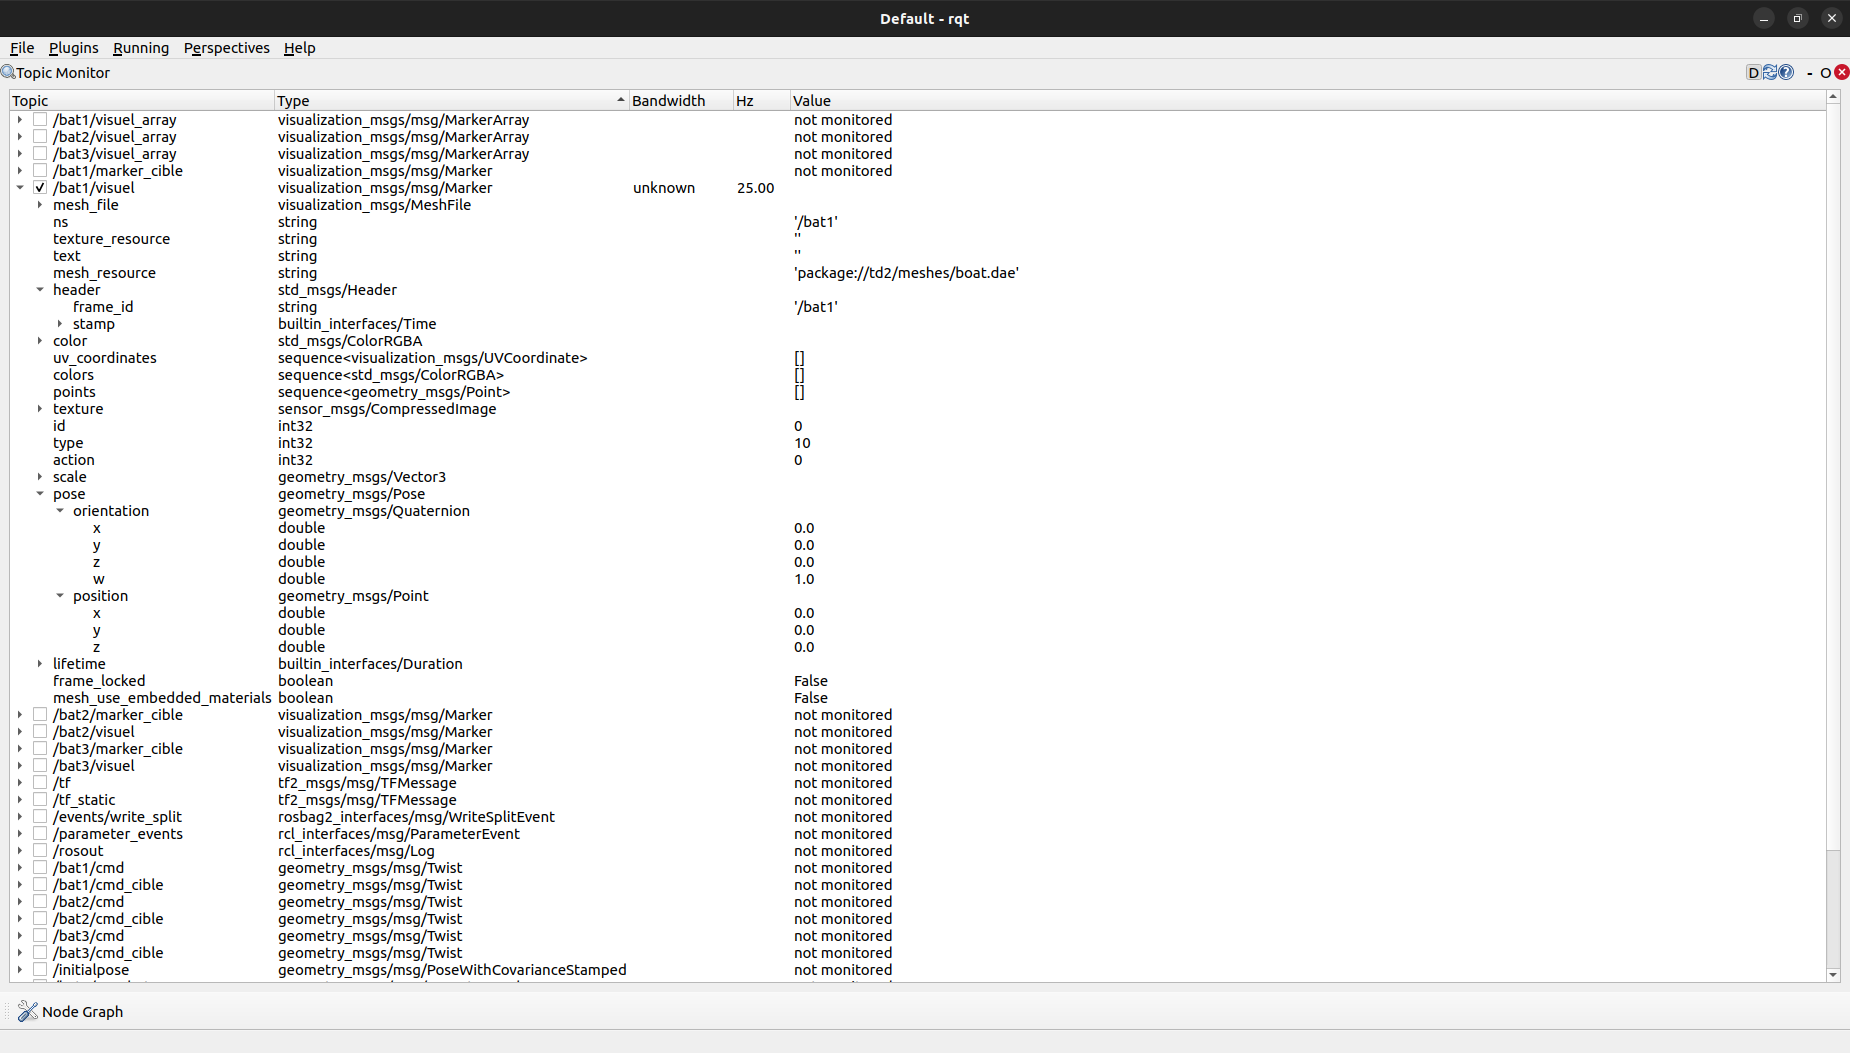 Default - rqt
File Plugins Running Perspectives Help
Topic Monitor D - O
Topic Type Bandwidth Hz Value
/bat1/visuel_array visualization_msgs/msg/MarkerArray not monitored
/bat2/visuel_array visualization_msgs/msg/MarkerArray not monitored
/bat3/visuel_array visualization_msgs/msg/MarkerArray not monitored
/bat1/marker_cible visualization_msgs/msg/Marker not monitored
/bat1/visuel visualization_msgs/msg/Marker unknown 25.00
mesh_file visualization_msgs/MeshFile
ns string '/bat1'
texture_resource string ''
text string ''
mesh_resource string 'package://td2/meshes/boat.dae'
header std_msgs/Header
frame_id string '/bat1'
stamp builtin_interfaces/Time
color std_msgs/ColorRGBA
uv_coordinates sequence<visualization_msgs/UVCoordinate> []
colors sequence<std_msgs/ColorRGBA> []
points sequence<geometry_msgs/Point> []
texture sensor_msgs/CompressedImage
id int32 0
type int32 10
action int32 0
scale geometry_msgs/Vector3
pose geometry_msgs/Pose
orientation geometry_msgs/Quaternion
x double 0.0
y double 0.0
z double 0.0
w double 1.0
position geometry_msgs/Point
x double 0.0
y double 0.0
z double 0.0
lifetime builtin_interfaces/Duration
frame_locked boolean False
mesh_use_embedded_materials boolean False
/bat2/marker_cible visualization_msgs/msg/Marker not monitored
/bat2/visuel visualization_msgs/msg/Marker not monitored
/bat3/marker_cible visualization_msgs/msg/Marker not monitored
/bat3/visuel visualization_msgs/msg/Marker not monitored
/tf tf2_msgs/msg/TFMessage not monitored
/tf_static tf2_msgs/msg/TFMessage not monitored
/events/write_split rosbag2_interfaces/msg/WriteSplitEvent not monitored
/parameter_events rcl_interfaces/msg/ParameterEvent not monitored
/rosout rcl_interfaces/msg/Log not monitored
/bat1/cmd geometry_msgs/msg/Twist not monitored
/bat1/cmd_cible geometry_msgs/msg/Twist not monitored
/bat2/cmd geometry_msgs/msg/Twist not monitored
/bat2/cmd_cible geometry_msgs/msg/Twist not monitored
/bat3/cmd geometry_msgs/msg/Twist not monitored
/bat3/cmd_cible geometry_msgs/msg/Twist not monitored
/initialpose geometry_msgs/msg/PoseWithCovarianceStamped not monitored
Node Graph